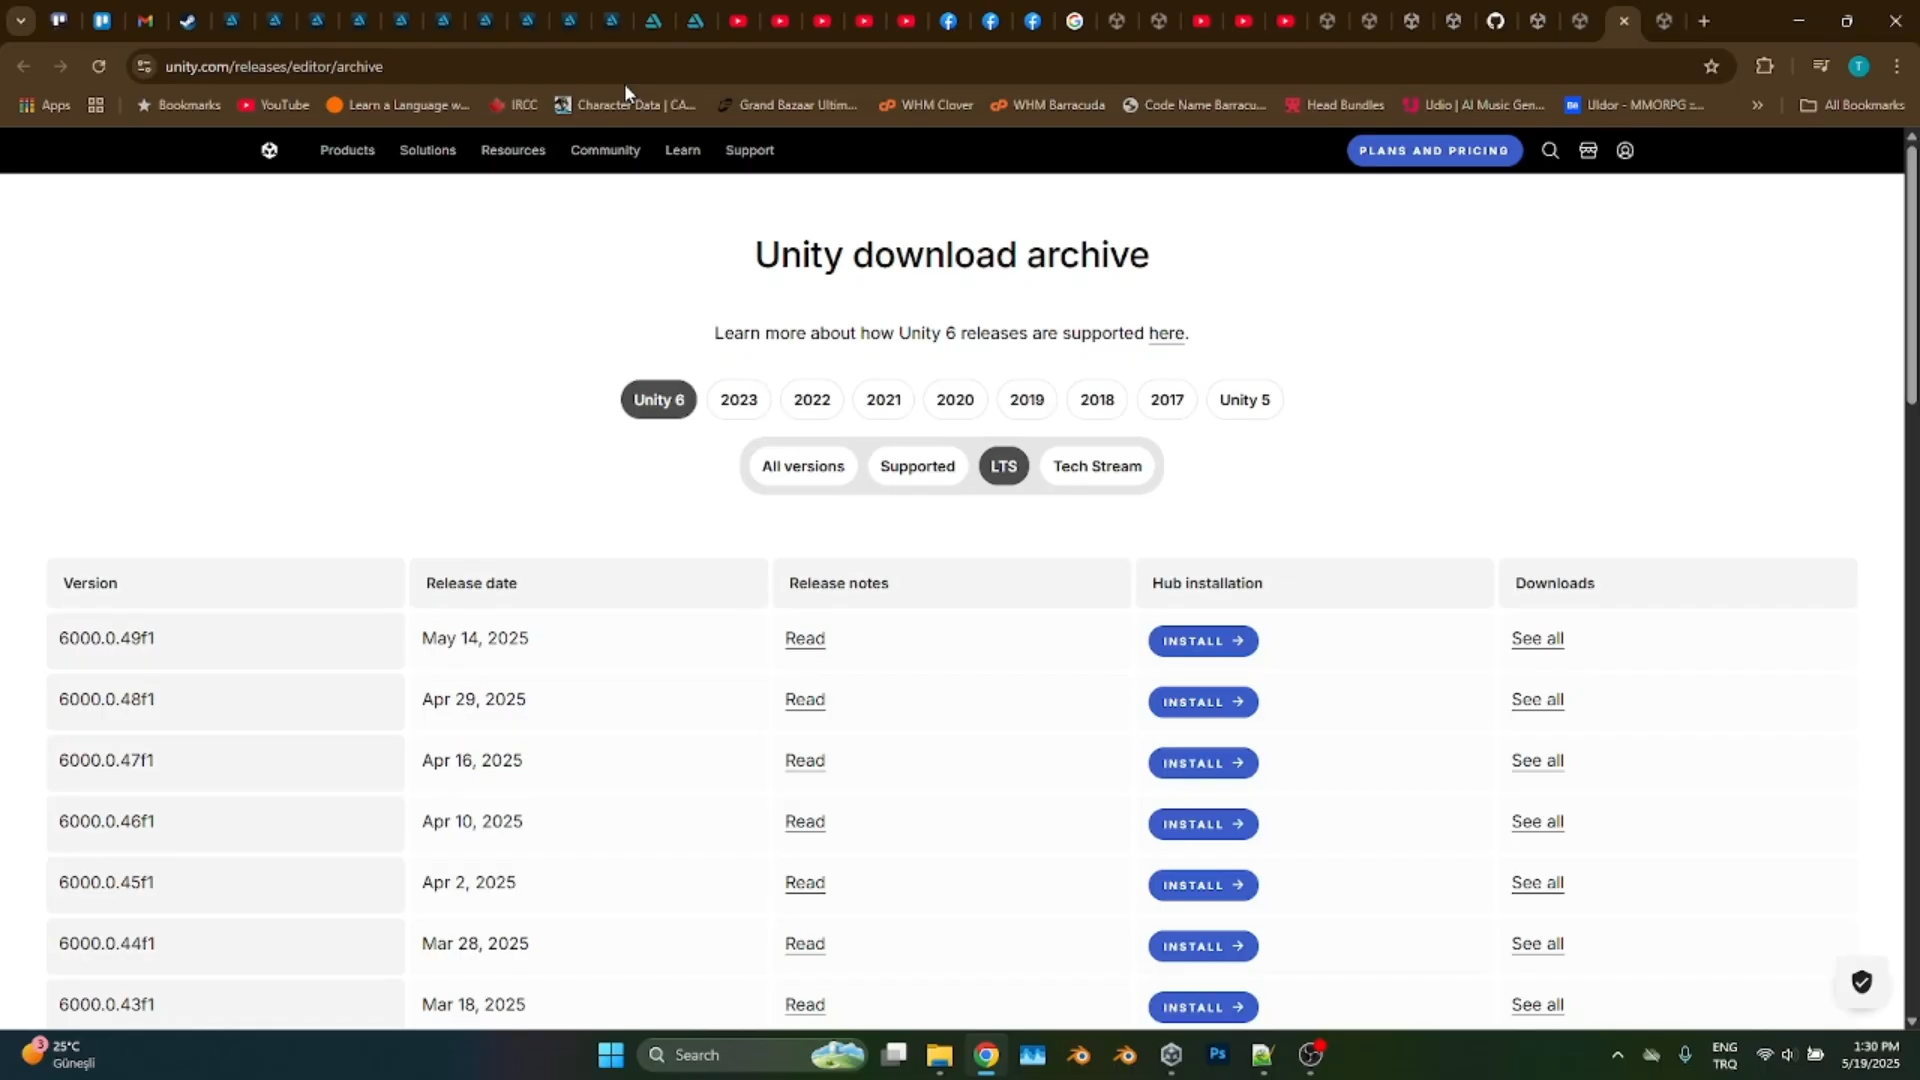 unity.com/releases/editor/archive
T
Apps
Bookmarks
YouTube
Learn a Language w...
IRCC
Character Data | CA...
Grand Bazaar Ultim...
WHM Clover
WHM Barracuda
Code Name Barracu...
Head Bundles
Udio | AI Music Gen...
Uldor - MMORPG :...
All Bookmarks
Products
Solutions
Resources
Community
Learn
Support
PLANS AND PRICING
Unity download archive
Learn more about how Unity 6 releases are supported here.
Unity 6
2023
2022
2021
2020
2019
2018
2017
Unity 5
All versions
Supported
LTS
Tech Stream
Version
Release date
Release notes
Hub installation
Downloads
6000.0.49f1
May 14, 2025
Read
INSTALL
See all
6000.0.48f1
Apr 29, 2025
Read
INSTALL
See all
6000.0.47f1
Apr 16, 2025
Read
INSTALL
See all
6000.0.46f1
Apr 10, 2025
Read
INSTALL
See all
6000.0.45f1
Apr 2, 2025
Read
INSTALL
See all
6000.0.44f1
Mar 28, 2025
Read
INSTALL
See all
6000.0.43f1
Mar 18, 2025
Read
INSTALL
See all
3
25°C
Güneşli
Search
Ps
ENG
TRQ
1:30 PM
5/19/2025